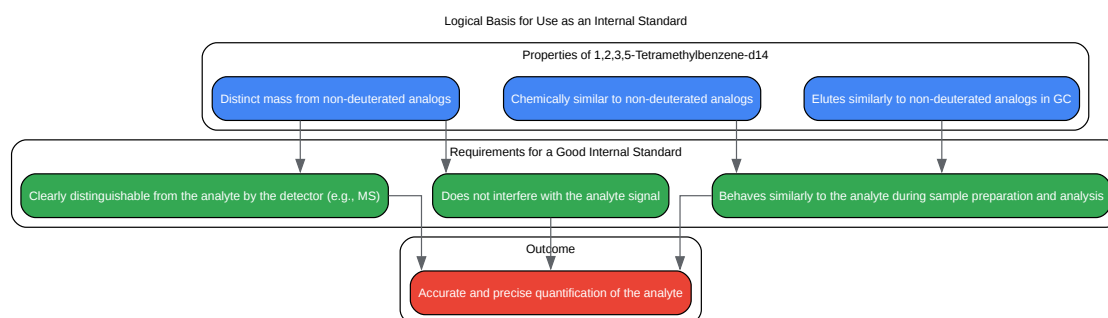 Logical Basis for Use as an Internal Standard
Properties of 1,2,3,5-Tetramethylbenzene-d14
Distinct mass from non-deuterated analogs
Chemically similar to non-deuterated analogs
Elutes similarly to non-deuterated analogs in GC
Requirements for a Good Internal Standard
Clearly distinguishable from the analyte by the detector (e.g., MS)
Does not interfere with the analyte signal
Behaves similarly to the analyte during sample preparation and analysis
Outcome
Accurate and precise quantification of the analyte